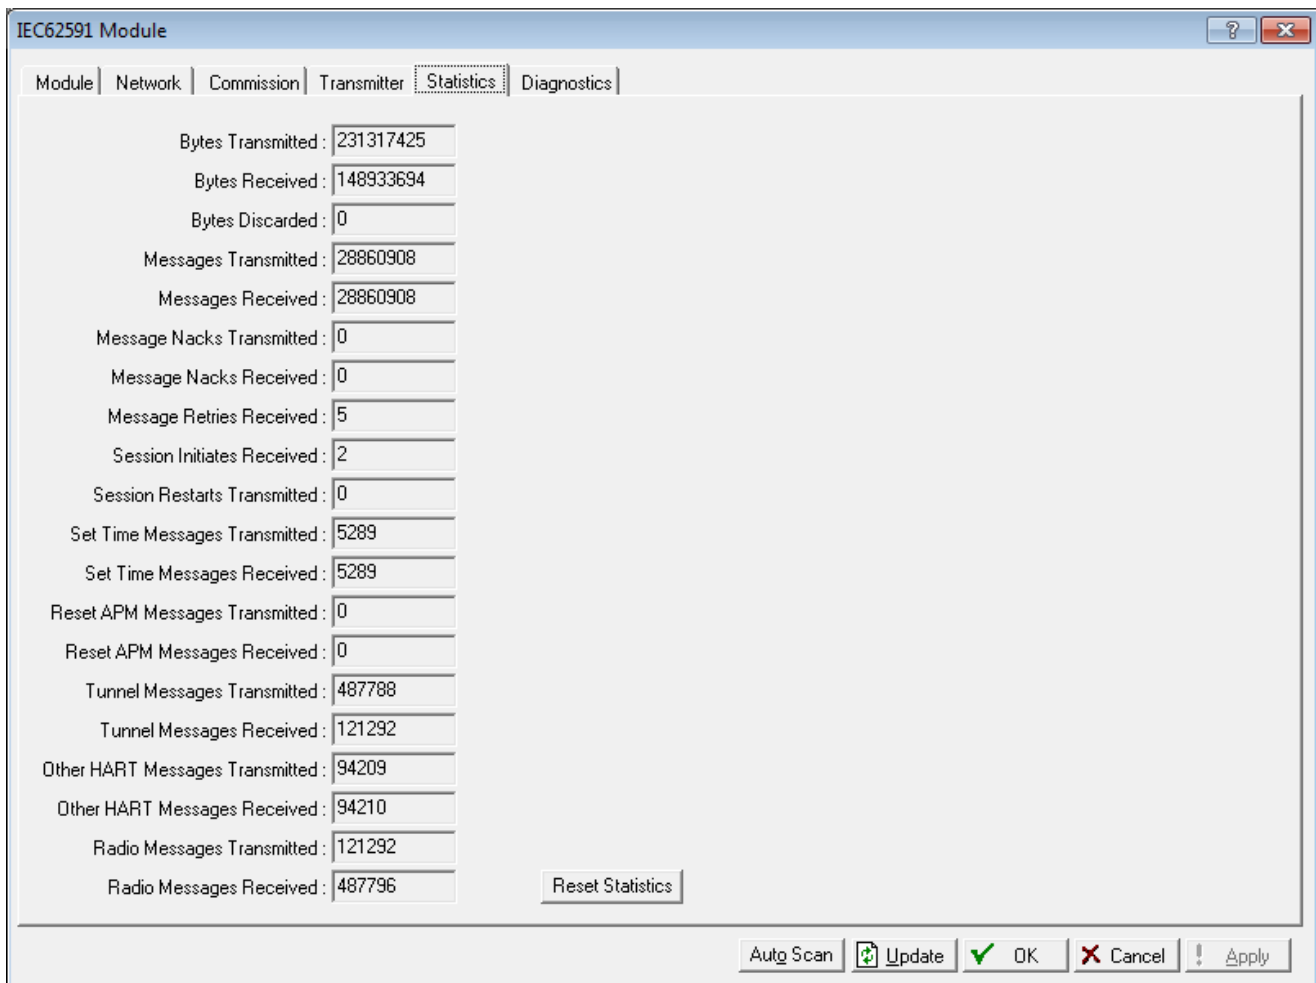 IEC62591 Module
Module Network Commission Transmitter Statistics Diagnostics
Bytes Transmitted : 231317425
Bytes Received : 148933694
Bytes Discarded : 0
Messages Transmitted : 28860908
Messages Received : 28860908
Message Nacks Transmitted : 0
Message Nacks Received : 0
Message Retries Received : 5
Session Initiates Received : 2
Session Restarts Transmitted : 0
Set Time Messages Transmitted : 5289
Set Time Messages Received : 5289
Reset APM Messages Transmitted : 0
Reset APM Messages Received : 0
Tunnel Messages Transmitted : 487788
Tunnel Messages Received : 121292
Other HART Messages Transmitted : 94209
Other HART Messages Received : 94210
Radio Messages Transmitted : 121292
Radio Messages Received : 487796 Reset Statistics
Auto Scan Update OK Cancel ! Apply